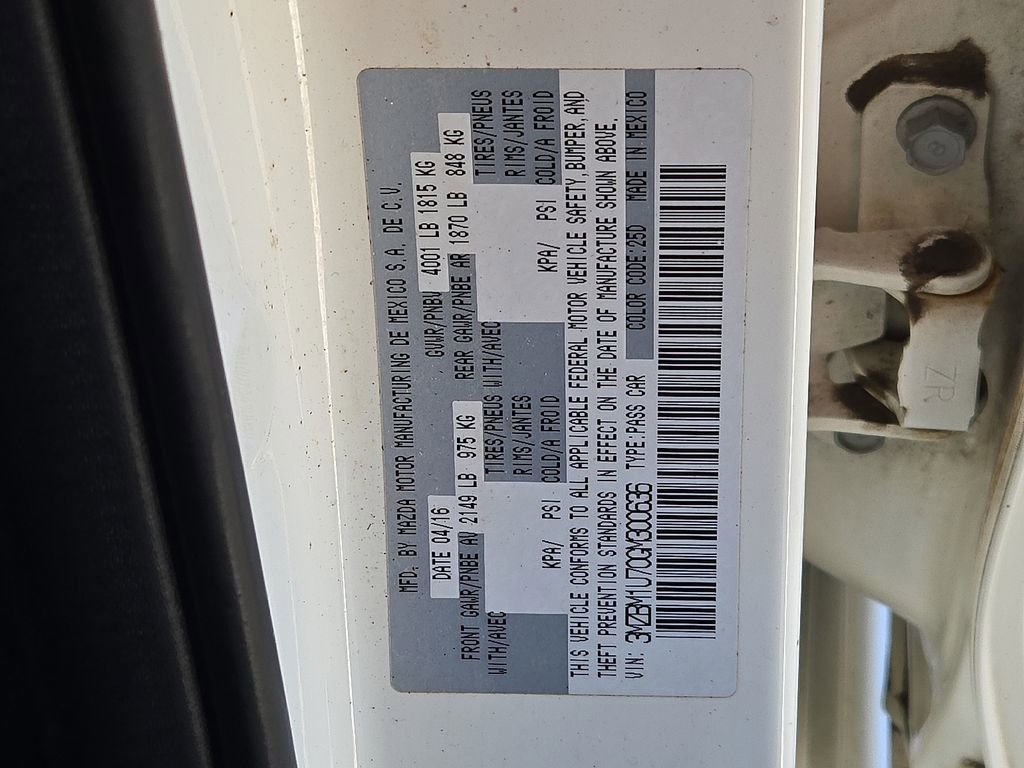 MFD. BY MAZDA MOTOR MANUFACTURING DE MEXICO S.A. DE C.V.
DATE 04/16 GVWR/PNBV 4001 LB 1815 KG
FRONT GAWR/PNBE AV 2149 LB 975 KG REAR GAWR/PNBE AR 1870 LB 848 KG
WITH/AVEC TIRES/PNEUS WITH/AVEC TIRES/PNEUS
RIMS/JANTES RIMS/JANTES
KPA/ PSI COLD/A FROID KPA/ PSI COLD/A FROID
THIS VEHICLE CONFORMS TO ALL APPLICABLE FEDERAL MOTOR VEHICLE SAFETY, BUMPER, AND
THEFT PREVENTION STANDARDS IN EFFECT ON THE DATE OF MANUFACTURE SHOWN ABOVE.
VIN: 3MZBM1U70GM300636 TYPE:PASS CAR COLOR CODE:25D MADE IN MEXICO
8
ZR